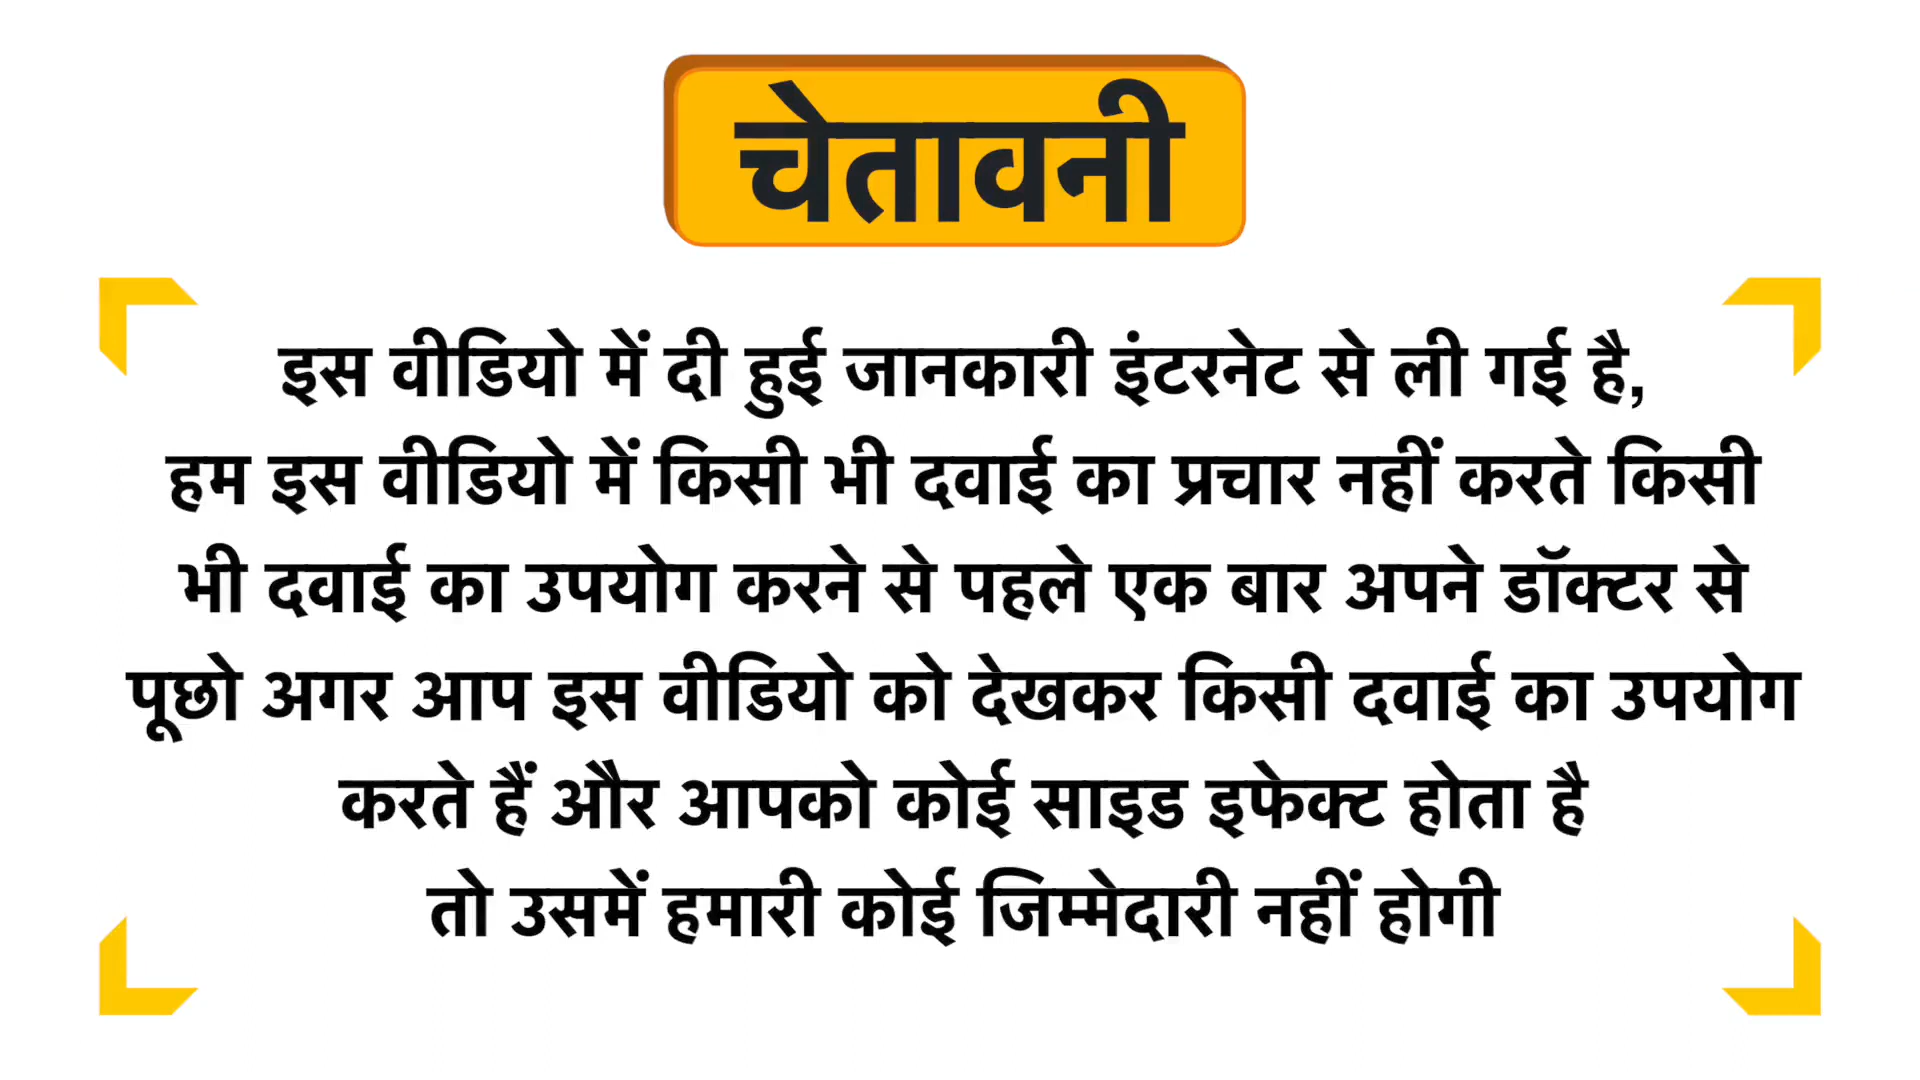 चेतावनी
इस वीडियो में दी हुई जानकारी इंटरनेट से ली गई है,
हम इस वीडियो में किसी भी दवाई का प्रचार नहीं करते किसी
भी दवाई का उपयोग करने से पहले एक बार अपने डॉक्टर से
पूछो अगर आप इस वीडियो को देखकर किसी दवाई का उपयोग
करते हैं और आपको कोई साइड इफेक्ट होता है
तो उसमें हमारी कोई जिम्मेदारी नहीं होगी